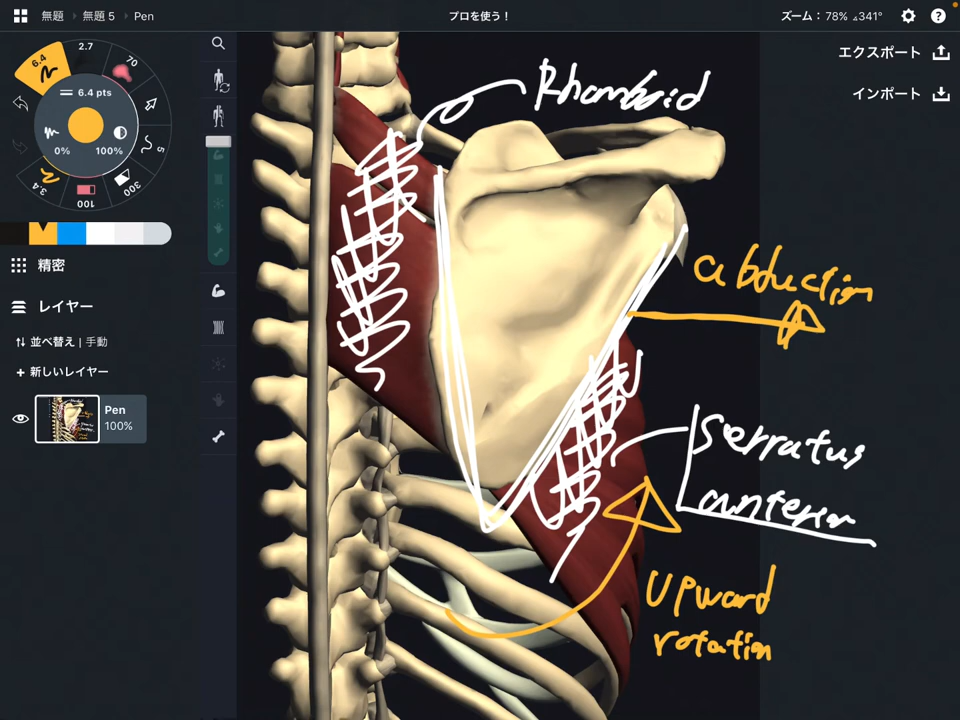 無題 › 無題 5 › Pen
プロを使う！
ズーム： 78% ⊿341°
エクスポート
インポート
2.7
6.4
70
6.4 pts
0%
100%
5
3.4
100
300
精密
レイヤー
並べ替え | 手動
+ 新しいレイヤー
Pen
100%
Rhomboid
abduction
Serratus
anterior
Upward
rotation